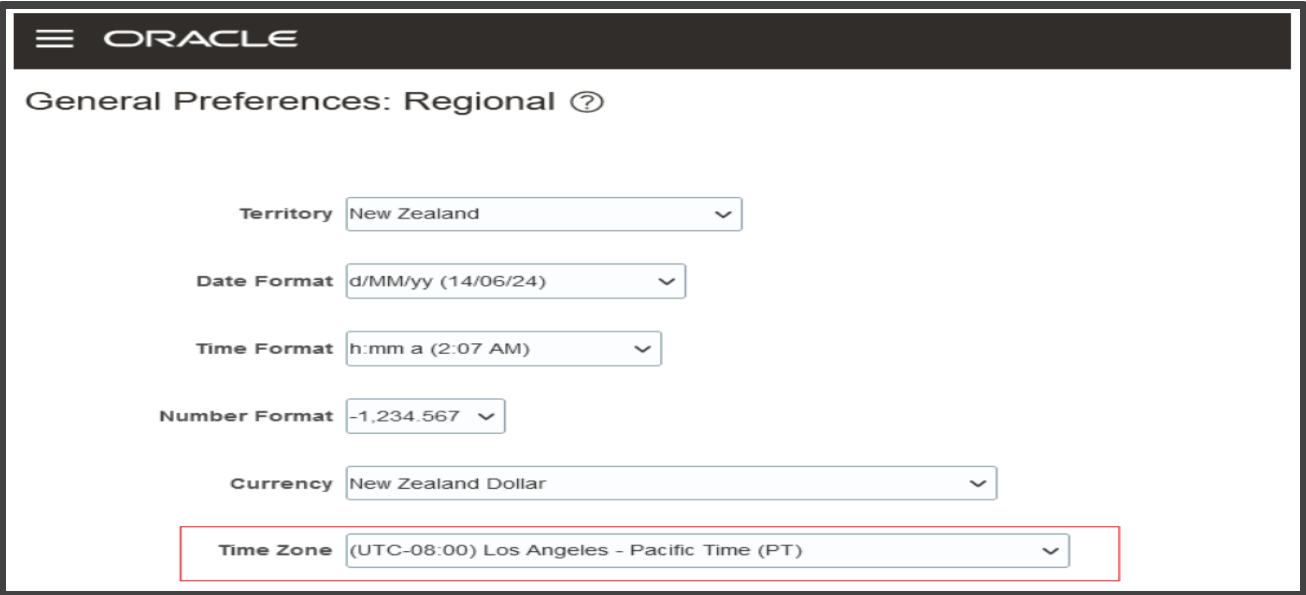 ORACLE
General Preferences: Regional ?
Territory New Zealand
Date Format d/MM/yy (14/06/24)
Time Format h:mm a (2:07 AM)
Number Format -1,234.567
Currency New Zealand Dollar
Time Zone (UTC-08:00) Los Angeles - Pacific Time (PT)